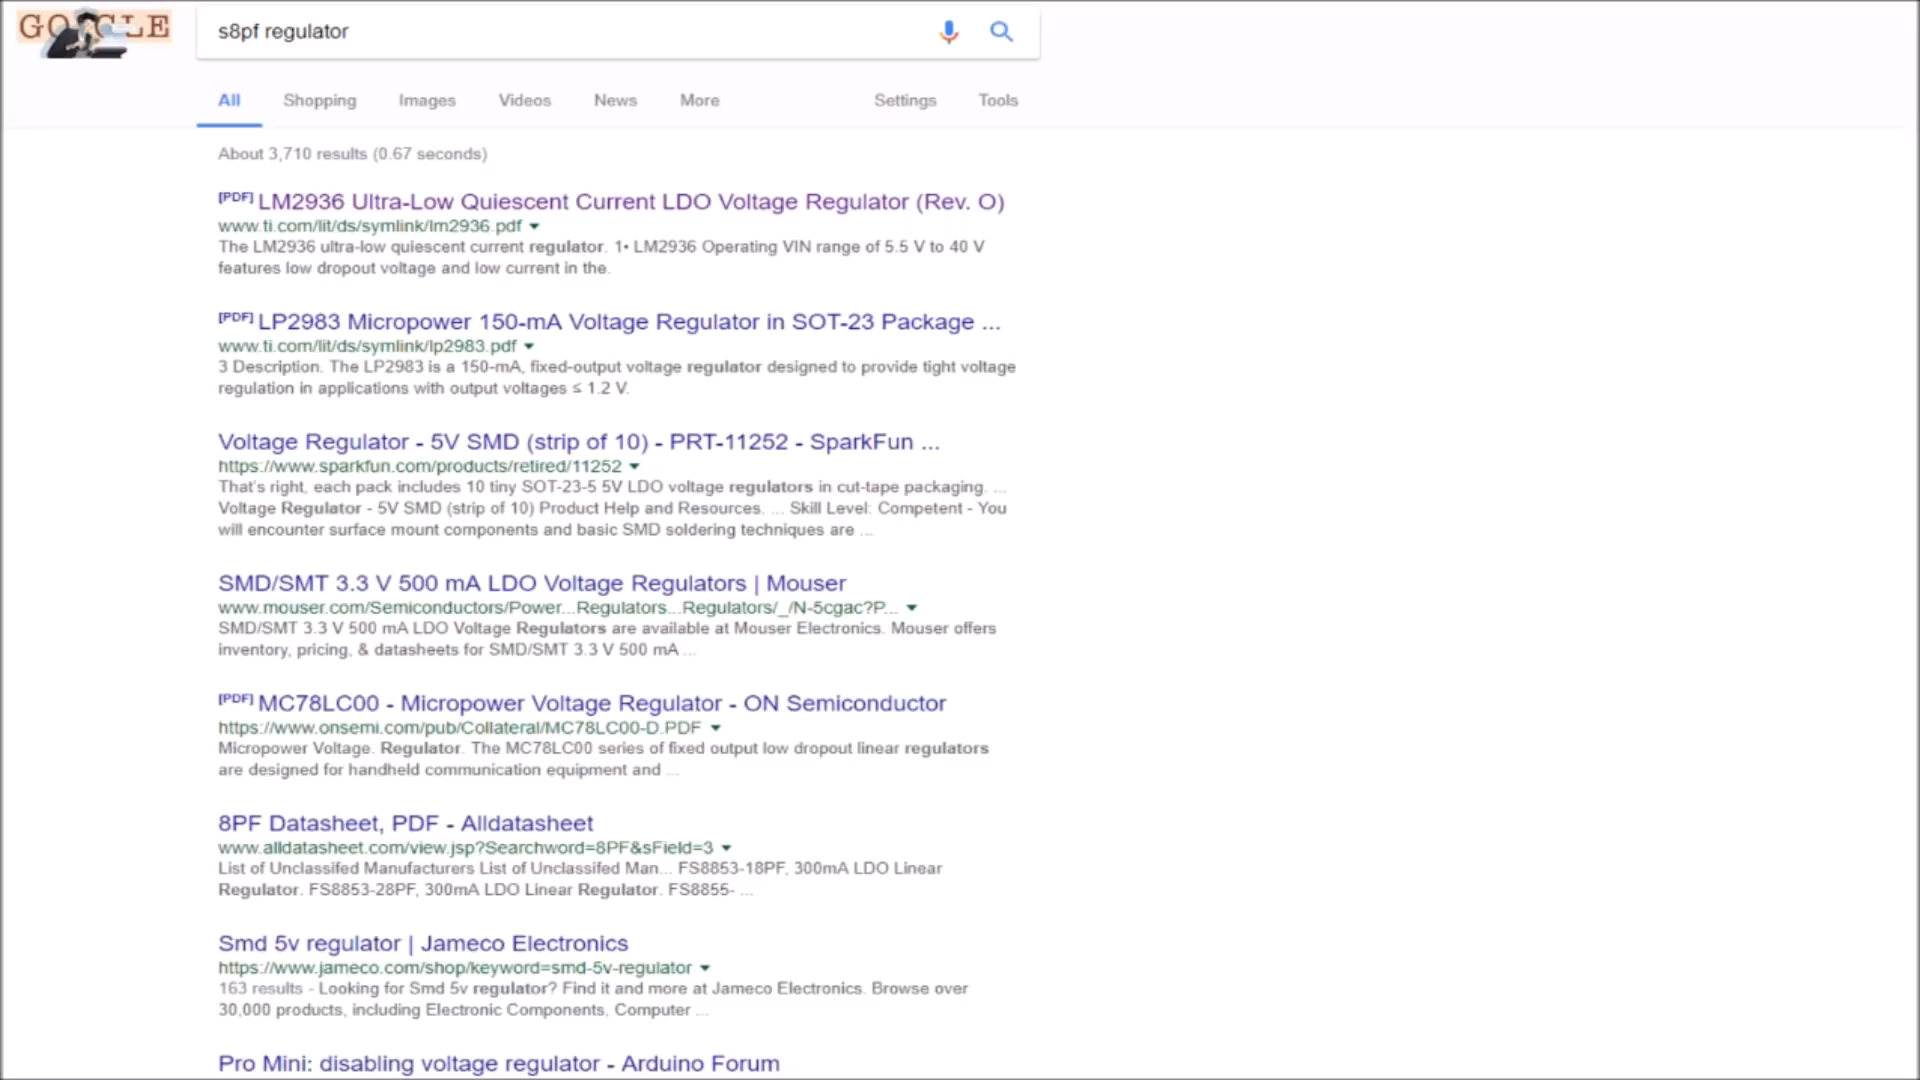 GOOGLE
s8pf regulator
All Shopping Images Videos News More Settings Tools
About 3,710 results (0.67 seconds)
[PDF] LM2936 Ultra-Low Quiescent Current LDO Voltage Regulator (Rev. O)
www.ti.com/lit/ds/symlink/lm2936.pdf
The LM2936 ultra-low quiescent current regulator. 1• LM2936 Operating VIN range of 5.5 V to 40 V
features low dropout voltage and low current in the.
[PDF] LP2983 Micropower 150-mA Voltage Regulator in SOT-23 Package ...
www.ti.com/lit/ds/symlink/lp2983.pdf
3 Description. The LP2983 is a 150-mA, fixed-output voltage regulator designed to provide tight voltage
regulation in applications with output voltages ≤ 1.2 V.
Voltage Regulator - 5V SMD (strip of 10) - PRT-11252 - SparkFun ...
https://www.sparkfun.com/products/retired/11252
That's right, each pack includes 10 tiny SOT-23-5 5V LDO voltage regulators in cut-tape packaging. ...
Voltage Regulator - 5V SMD (strip of 10) Product Help and Resources. ... Skill Level: Competent - You
will encounter surface mount components and basic SMD soldering techniques are ...
SMD/SMT 3.3 V 500 mA LDO Voltage Regulators | Mouser
www.mouser.com/Semiconductors/Power...Regulators...Regulators/_/N-5cgac?P...
SMD/SMT 3.3 V 500 mA LDO Voltage Regulators are available at Mouser Electronics. Mouser offers
inventory, pricing, & datasheets for SMD/SMT 3.3 V 500 mA ...
[PDF] MC78LC00 - Micropower Voltage Regulator - ON Semiconductor
https://www.onsemi.com/pub/Collateral/MC78LC00-D.PDF
Micropower Voltage. Regulator. The MC78LC00 series of fixed output low dropout linear regulators
are designed for handheld communication equipment and ...
8PF Datasheet, PDF - Alldatasheet
www.alldatasheet.com/view.jsp?Searchword=8PF&sField=3
List of Unclassifed Manufacturers List of Unclassifed Man... FS8853-18PF, 300mA LDO Linear
Regulator. FS8853-28PF, 300mA LDO Linear Regulator. FS8855- ...
Smd 5v regulator | Jameco Electronics
https://www.jameco.com/shop/keyword=smd-5v-regulator
163 results - Looking for Smd 5v regulator? Find it and more at Jameco Electronics. Browse over
30,000 products, including Electronic Components, Computer ...
Pro Mini: disabling voltage regulator - Arduino Forum